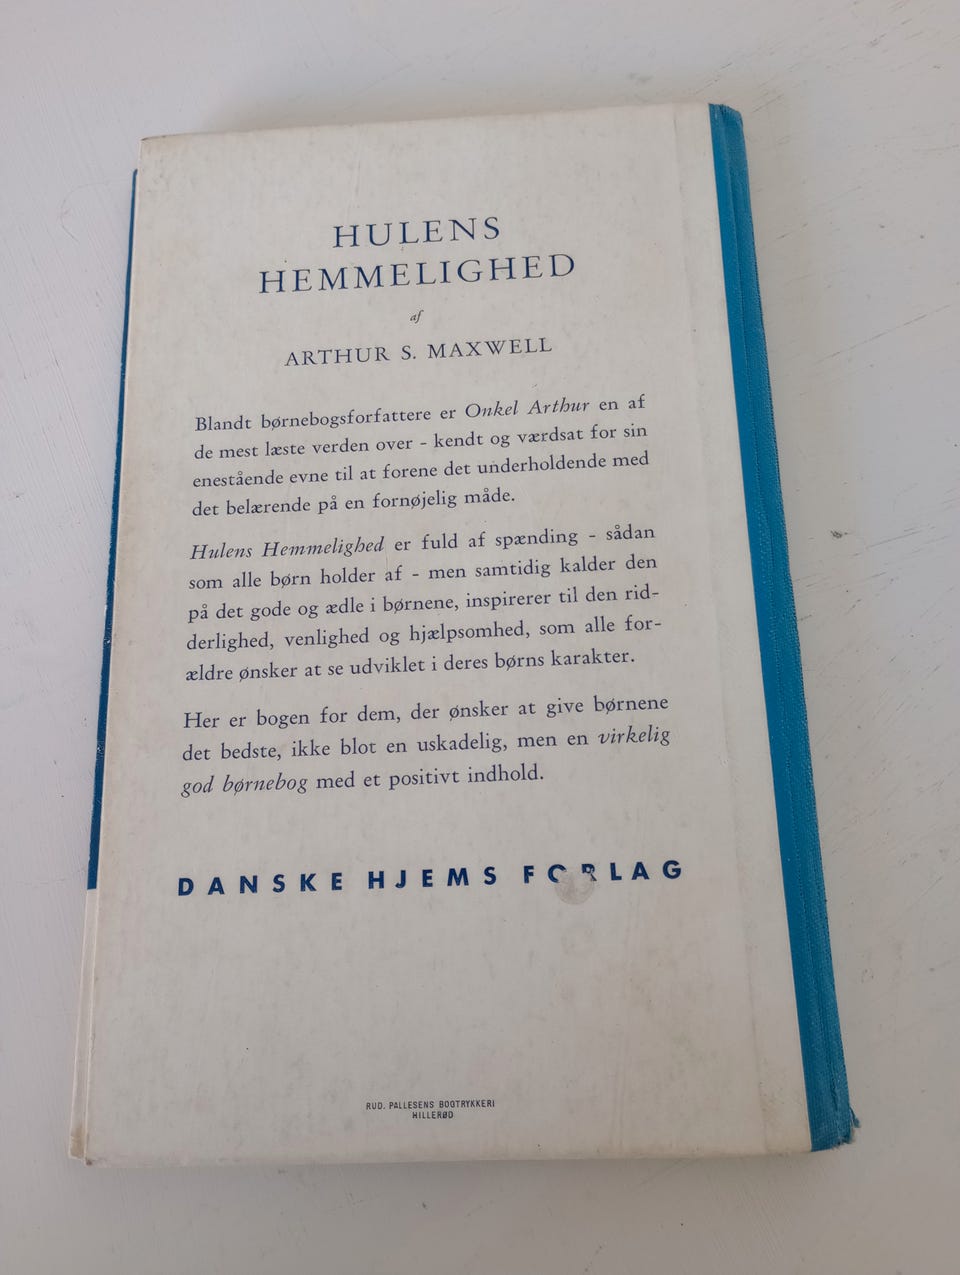 HULENS
HEMMELIGHED
af
ARTHUR S. MAXWELL
Blandt børnebogsforfattere er Onkel Arthur en af
de mest læste verden over - kendt og værdsat for sin
enestående evne til at forene det underholdende med
det belærende på en fornøjelig måde.
Hulens Hemmelighed er fuld af spænding - sådan
som alle børn holder af - men samtidig kalder den
på det gode og ædle i børnene, inspirerer til den rid-
derlighed, venlighed og hjælpsomhed, som alle for-
ældre ønsker at se udviklet i deres børns karakter.
Her er bogen for dem, der ønsker at give børnene
det bedste, ikke blot en uskadelig, men en virkelig
god børnebog med et positivt indhold.
DANSKE HJEMS FORLAG
RUD. PALLESENS BOGTRYKKERI
HILLERØD